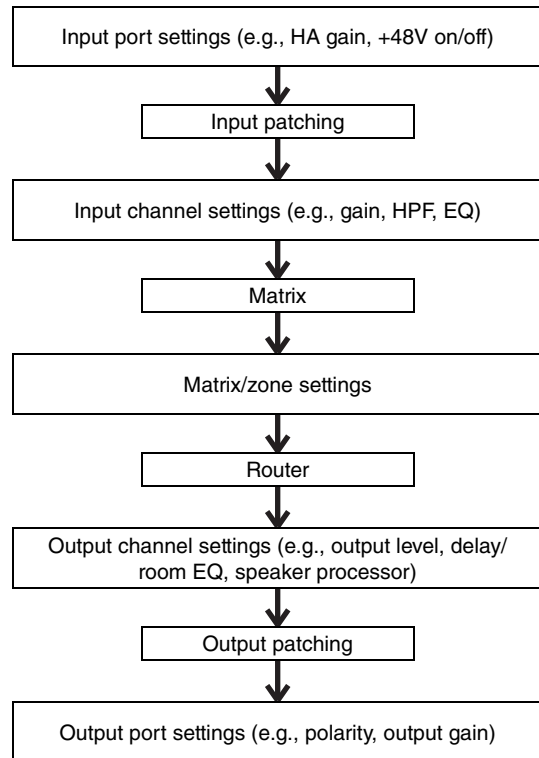 Input port settings (e.g., HA gain, +48V on/off)
Input patching
Input channel settings (e.g., gain, HPF, EQ)
Matrix
Matrix/zone settings
Router
Output channel settings (e.g., output level, delay/
room EQ, speaker processor)
Output patching
Output port settings (e.g., polarity, output gain)